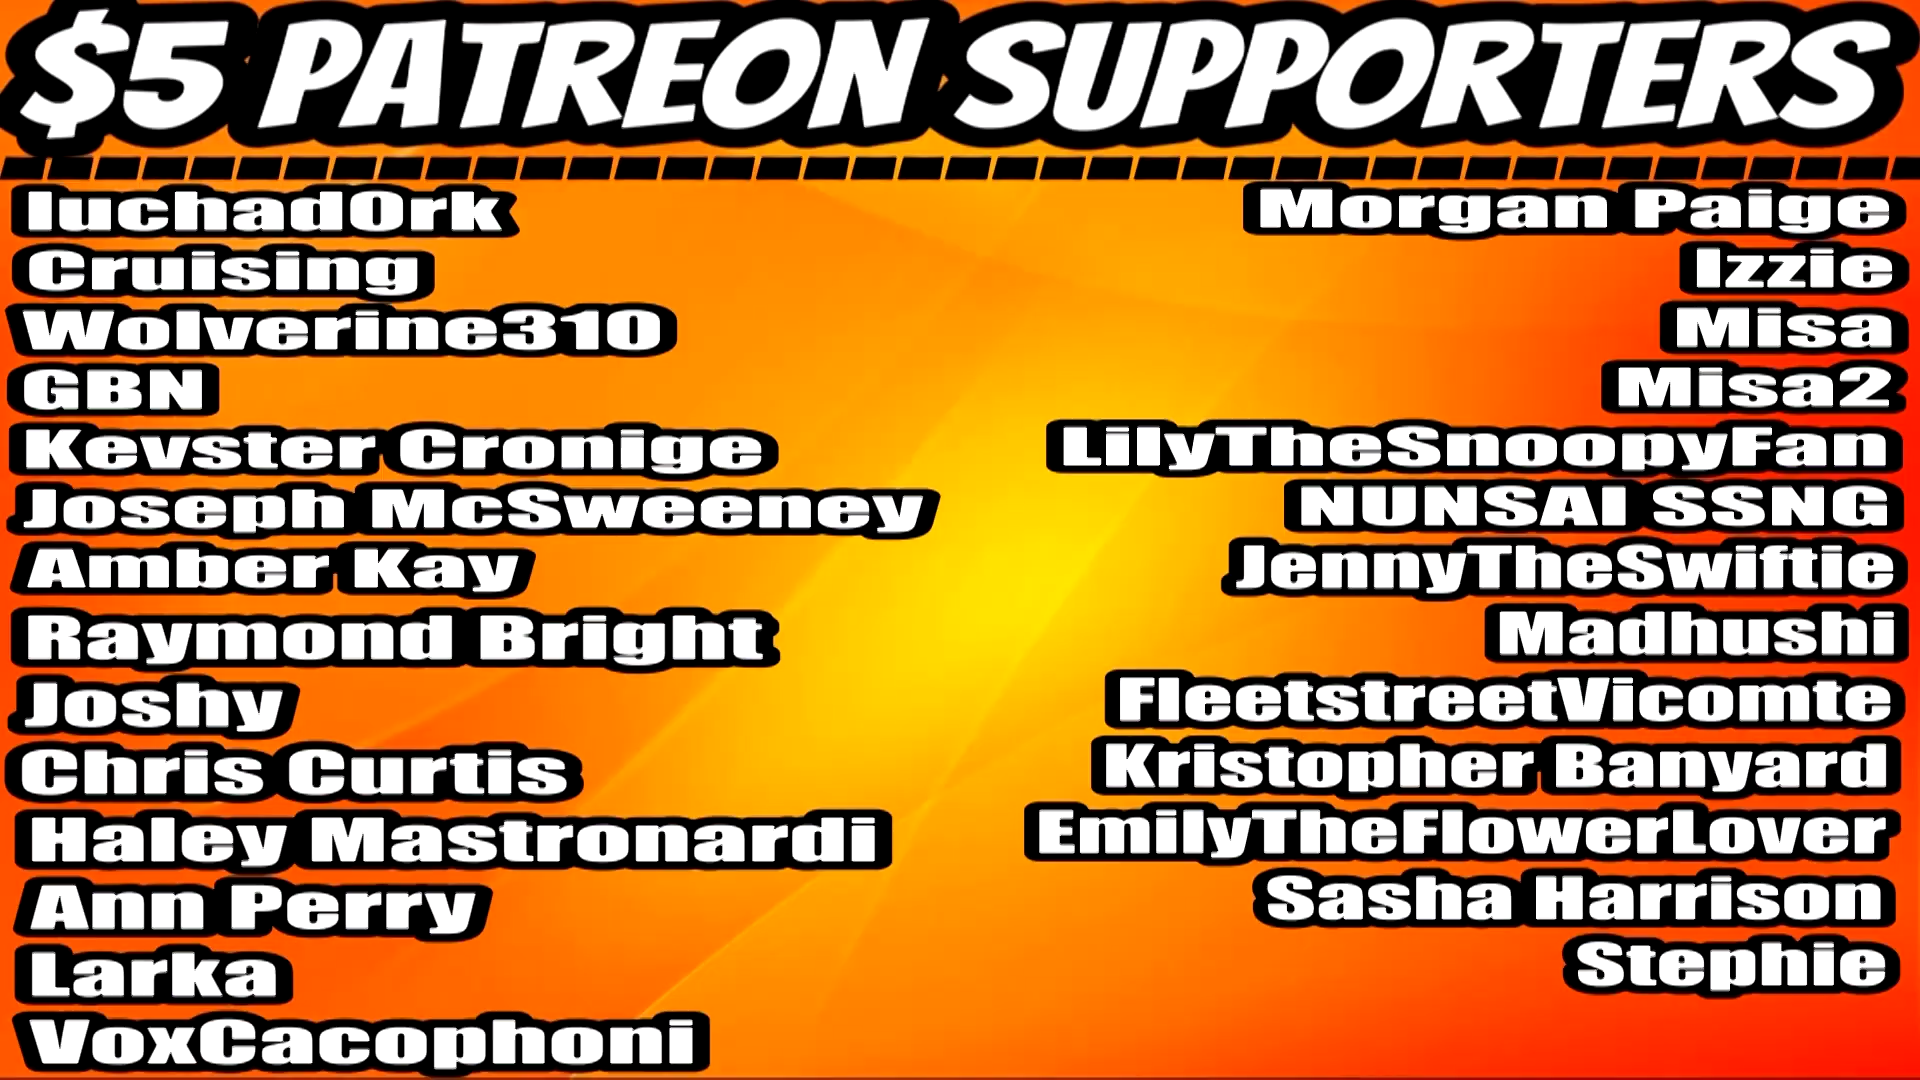 $5 PATREON SUPPORTERS
luchad0rk
Cruising
Wolverine310
GBN
Kevster Cronige
Joseph McSweeney
Amber Kay
Raymond Bright
Joshy
Chris Curtis
Haley Mastronardi
Ann Perry
Larka
VoxCacophoni
Morgan Paige
Izzie
Misa
Misa2
LilyTheSnoopyFan
NUNSAI SSNG
JennyTheSwiftie
Madhushi
FleetstreetVicomte
Kristopher Banyard
EmilyTheFlowerLover
Sasha Harrison
Stephie